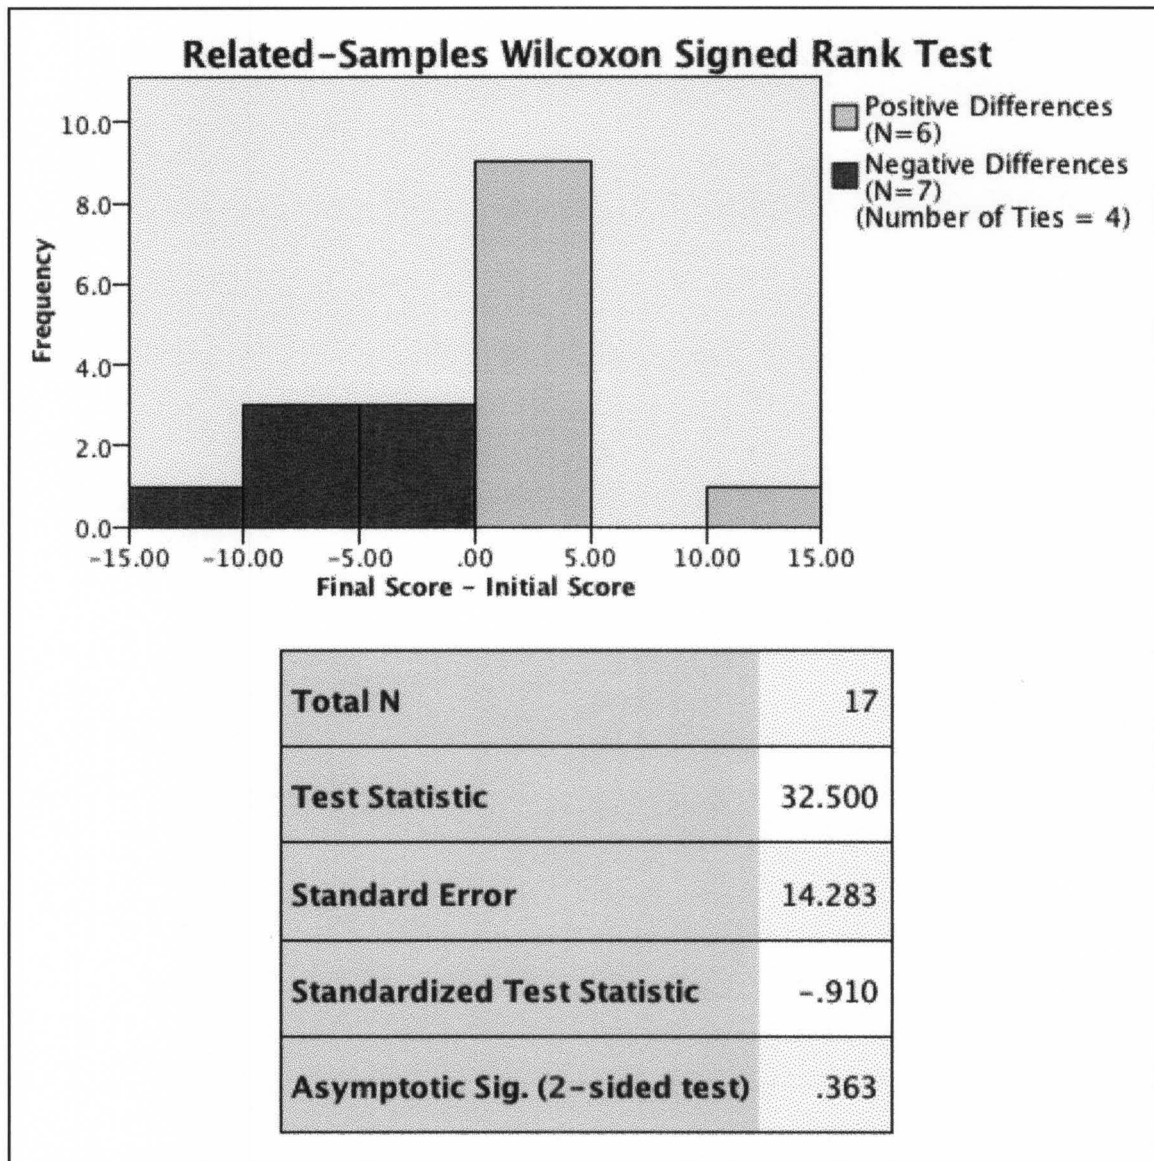 Related-Samples Wilcoxon Signed Rank Test
10.0
8.0
6.0
4.0
2.0
0.0
Frequency
-15.00
-10.00
-5.00
.00
5.00
10.00
15.00
Final Score - Initial Score
Positive Differences
(N=6)
Negative Differences
(N=7)
(Number of Ties = 4)
Total N 17
Test Statistic 32.500
Standard Error 14.283
Standardized Test Statistic -.910
Asymptotic Sig. (2-sided test) .363